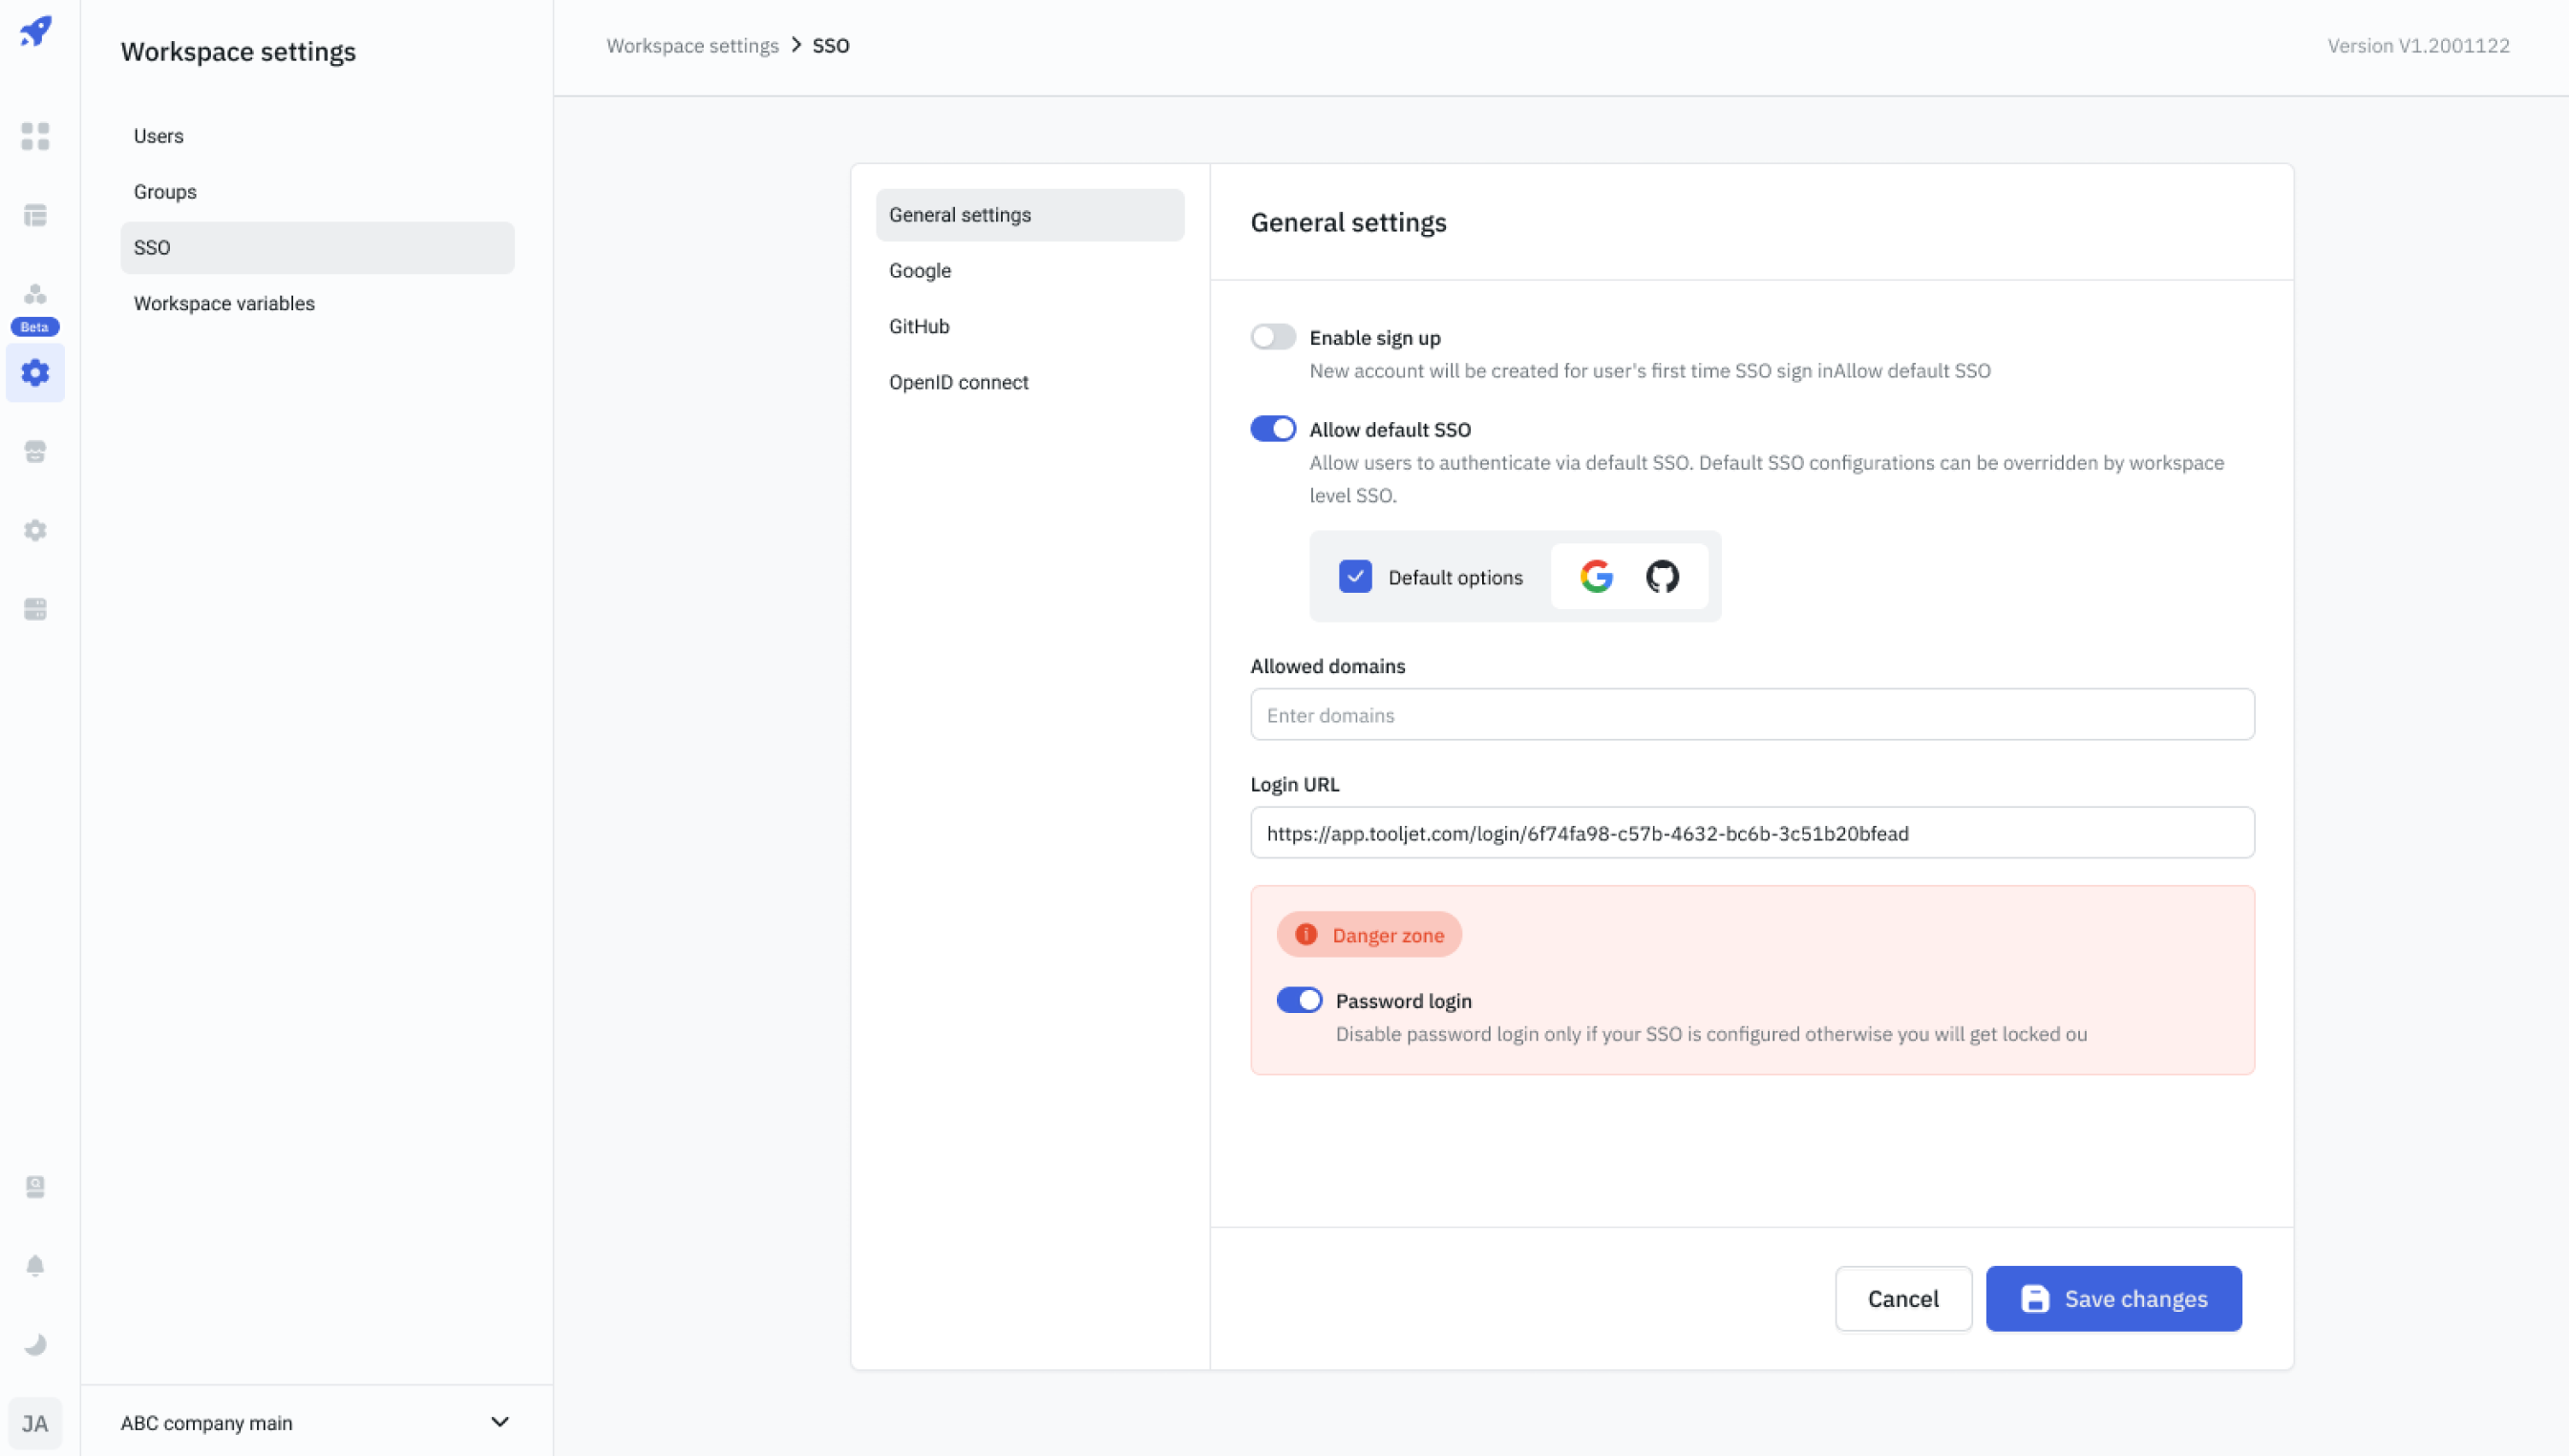 Workspace settings
Users
Groups
SSO
Workspace variables
Beta
JA
ABC company main
Workspace settings > SSO
Version V1.2001122
General settings
Google
GitHub
OpenID connect
General settings
Enable sign up
New account will be created for user's first time SSO sign inAllow default SSO
Allow default SSO
Allow users to authenticate via default SSO. Default SSO configurations can be overridden by workspace
level SSO.
Default options
Allowed domains
Enter domains
Login URL
https://app.tooljet.com/login/6f74fa98-c57b-4632-bc6b-3c51b20bfead
Danger zone
Password login
Disable password login only if your SSO is configured otherwise you will get locked ou
Cancel
Save changes